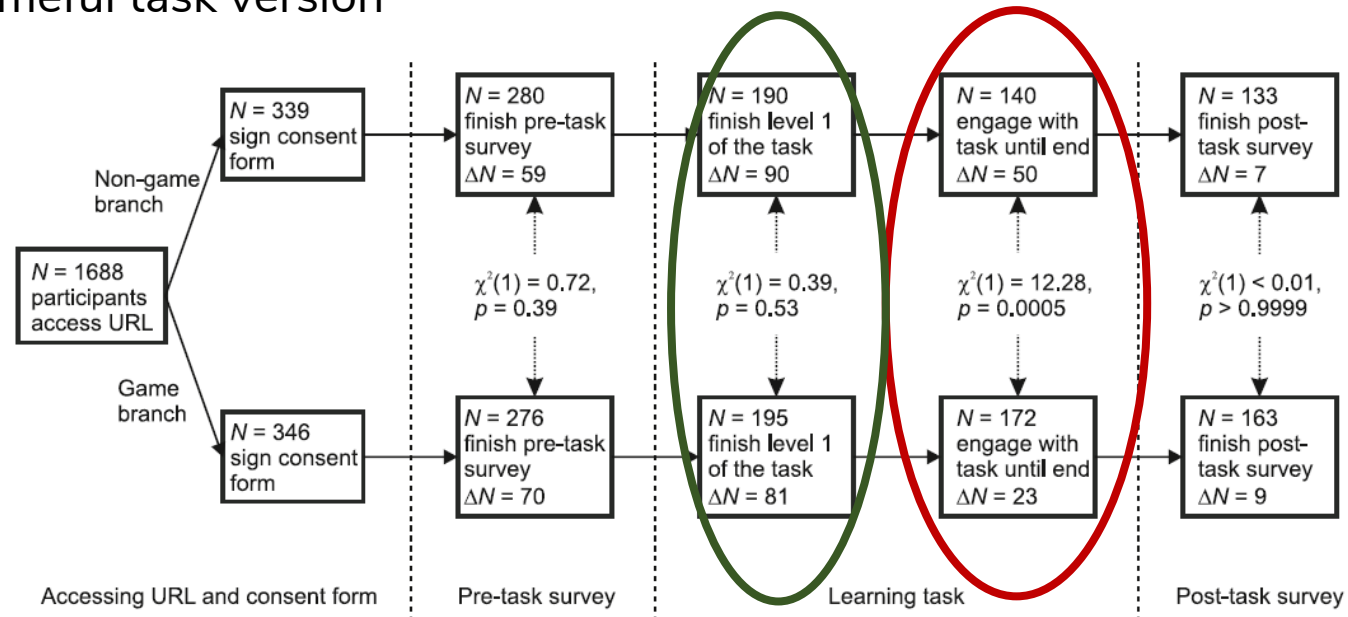 task version
N = 339
sign consent
form
Non-game
branch
N = 1688
participants
access URL
Game
branch
N = 346
sign consent
form
N = 280
finish pre-task
survey
ΔN = 59
χ²(1) = 0.72,
p = 0.39
N = 276
finish pre-task
survey
ΔN = 70
N = 190
finish level 1
of the task
ΔN = 90
χ²(1) = 0.39,
p = 0.53
N = 195
finish level 1
of the task
ΔN = 81
N = 140
engage with
task until end
ΔN = 50
χ²(1) = 12.28,
p = 0.0005
N = 172
engage with
task until end
ΔN = 23
N = 133
finish post-
task survey
ΔN = 7
χ²(1) < 0.01,
p > 0.9999
N = 163
finish post-
task survey
ΔN = 9
Accessing URL and consent form
Pre-task survey
Learning task
Post-task survey